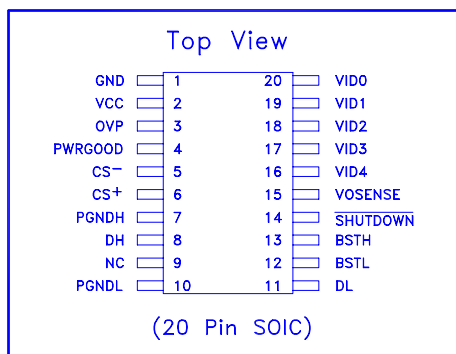 Top View
GND 1 20 VID0
VCC 2 19 VID1
OVP 3 18 VID2
PWRGOOD 4 17 VID3
CS- 5 16 VID4
CS+ 6 15 VOSENSE
PGNDH 7 14 SHUTDOWN
DH 8 13 BSTH
NC 9 12 BSTL
PGNDL 10 11 DL
(20 Pin SOIC)